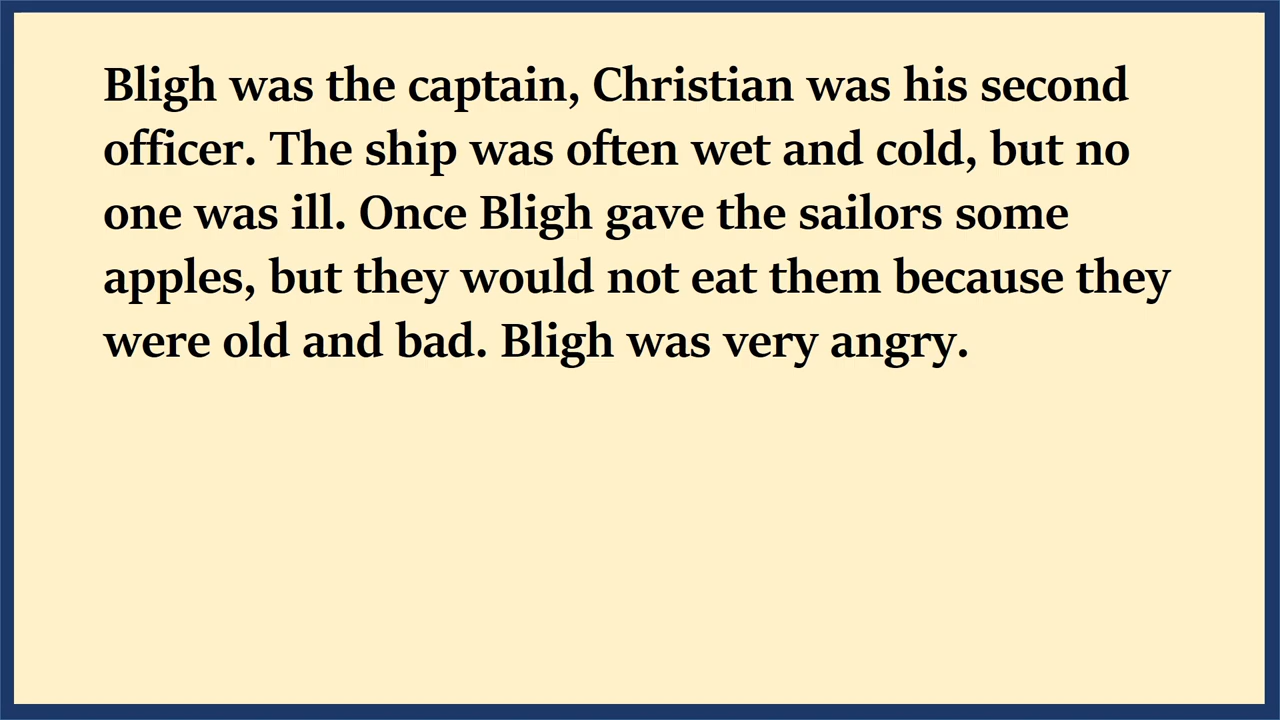 Bligh was the captain, Christian was his second
officer. The ship was often wet and cold, but no
one was ill. Once Bligh gave the sailors some
apples, but they would not eat them because they
were old and bad. Bligh was very angry.